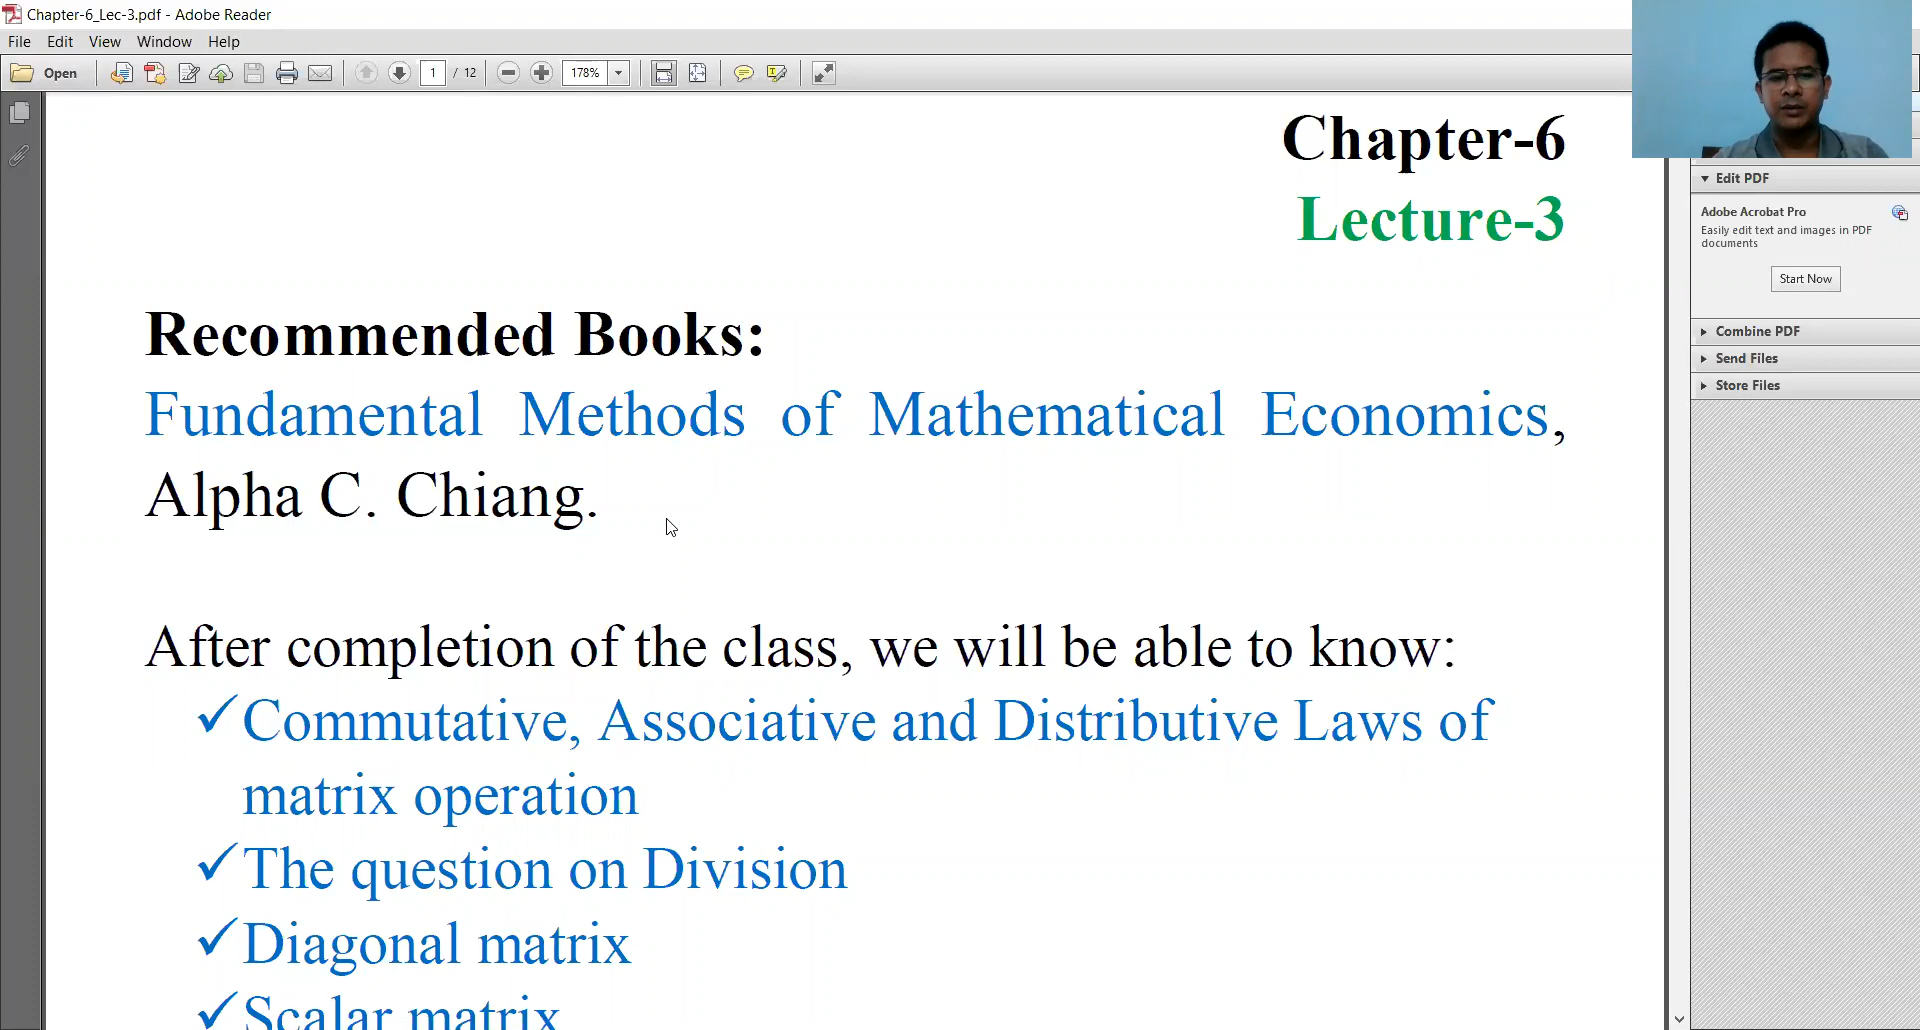 Chapter-6_Lec-3.pdf - Adobe Reader
File Edit View Window Help
Open 1 / 12 178%
Chapter-6
Lecture-3
Recommended Books:
Fundamental Methods of Mathematical Economics,
Alpha C. Chiang.
After completion of the class, we will be able to know:
✓Commutative, Associative and Distributive Laws of
matrix operation
✓The question on Division
✓Diagonal matrix
✓Scalar matrix
Edit PDF
Adobe Acrobat Pro
Easily edit text and images in PDF
documents
Start Now
Combine PDF
Send Files
Store Files